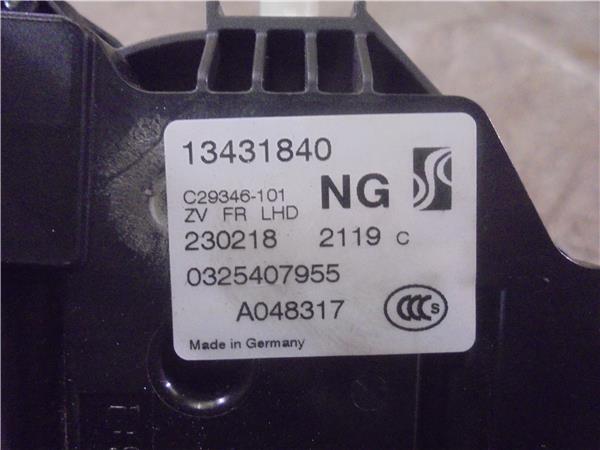 13431840
C29346-101
NG
ZV FR LHD
230218 2119 C
0325407955
A048317
CCC S
Made in Germany